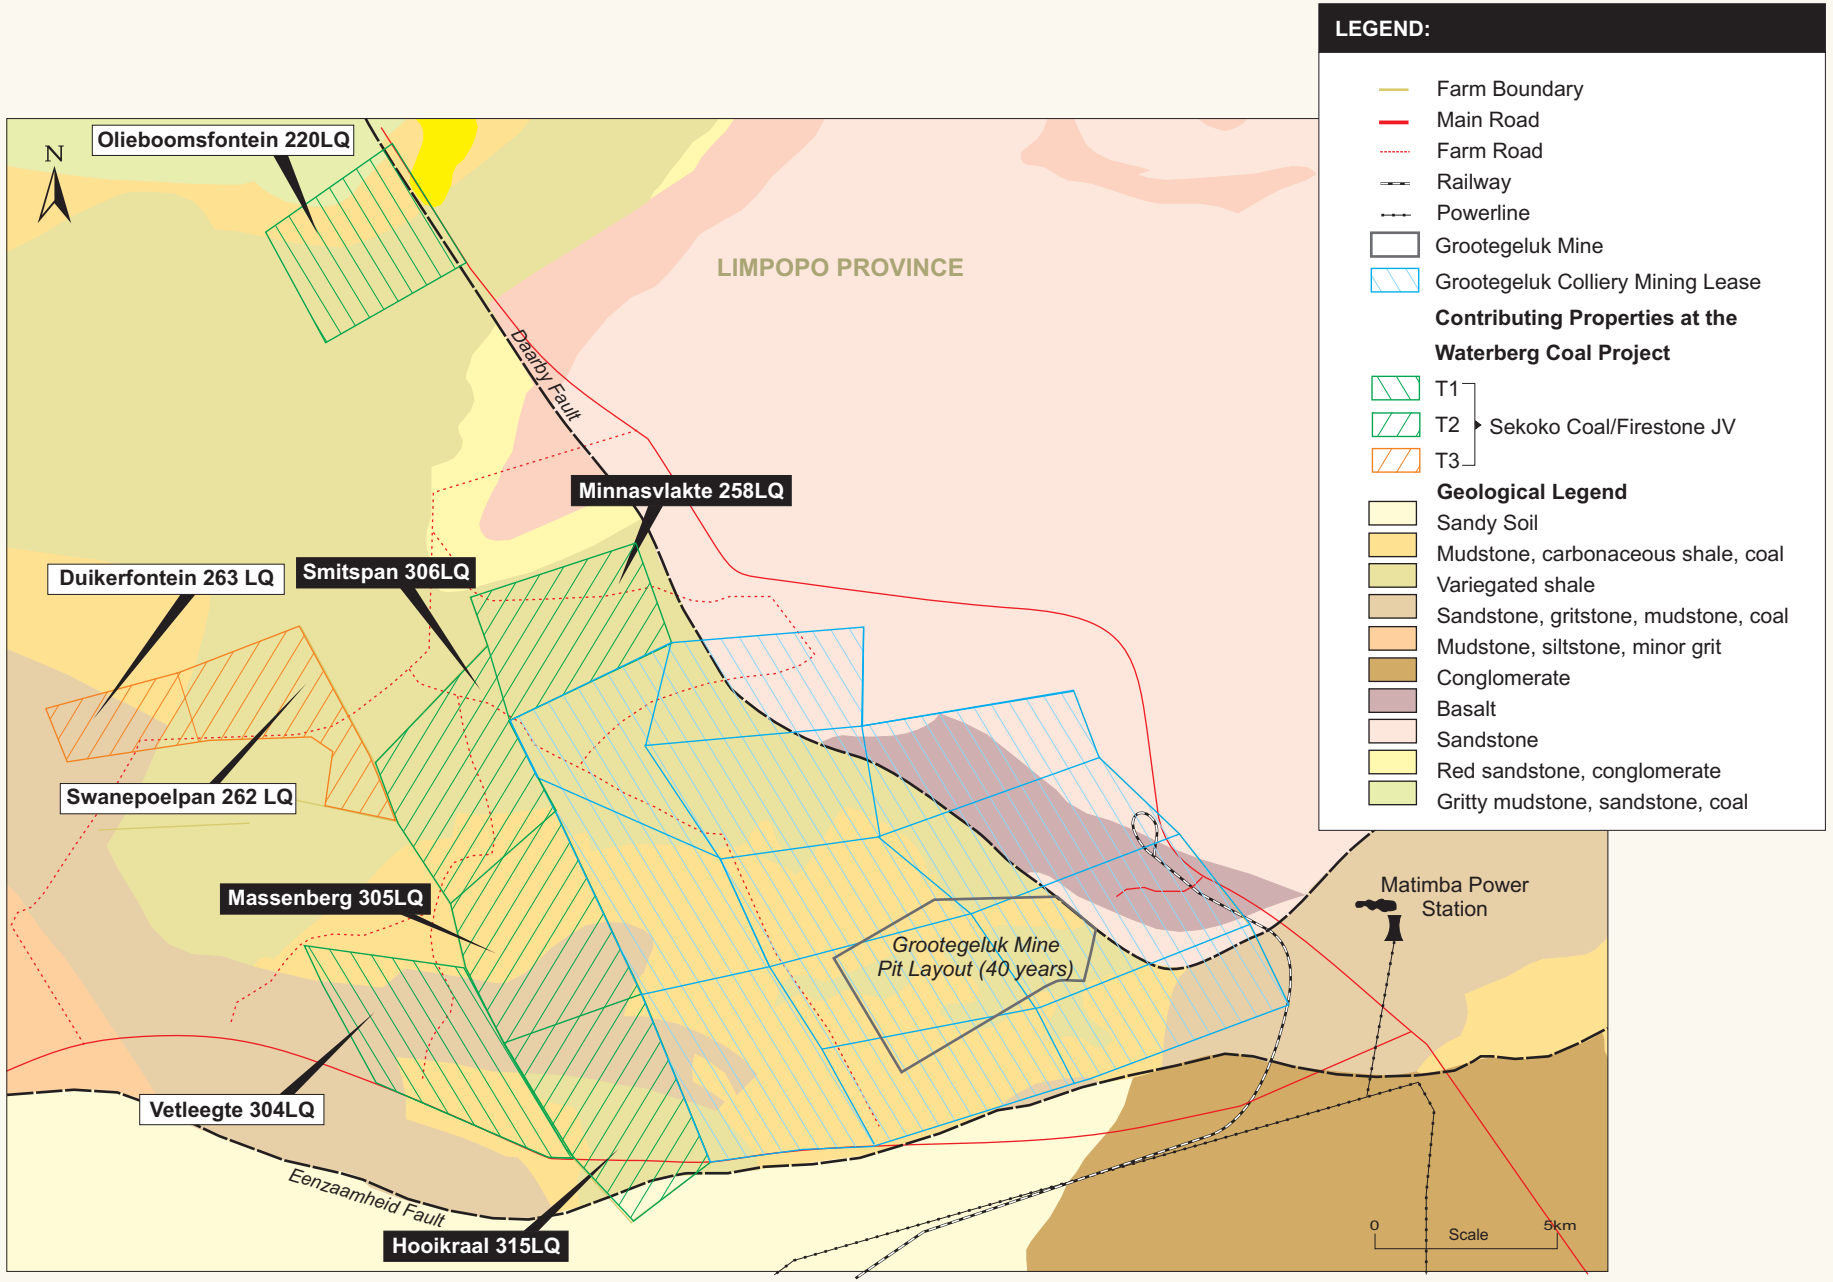 LEGEND:
Farm Boundary
Main Road
Farm Road
Railway
Powerline
Grootegeluk Mine
Grootegeluk Colliery Mining Lease
Contributing Properties at the
Waterberg Coal Project
T1
T2
Sekoko Coal/Firestone JV
T3
Geological Legend
Sandy Soil
Mudstone, carbonaceous shale, coal
Variegated shale
Sandstone, gritstone, mudstone, coal
Mudstone, siltstone, minor grit
Conglomerate
Basalt
Sandstone
Red sandstone, conglomerate
Gritty mudstone, sandstone, coal
Olieboomsfontein 220LQ
N
LIMPOPO PROVINCE
Daarby Fault
Minnasvlakte 258LQ
Smitspan 306LQ
Duikerfontein 263 LQ
Swanepoelpan 262 LQ
Massenberg 305LQ
Matimba Power
Station
Grootegeluk Mine
Pit Layout (40 years)
Vetleegte 304LQ
Eenzaamheid Fault
Hooikraal 315LQ
0 5km
Scale